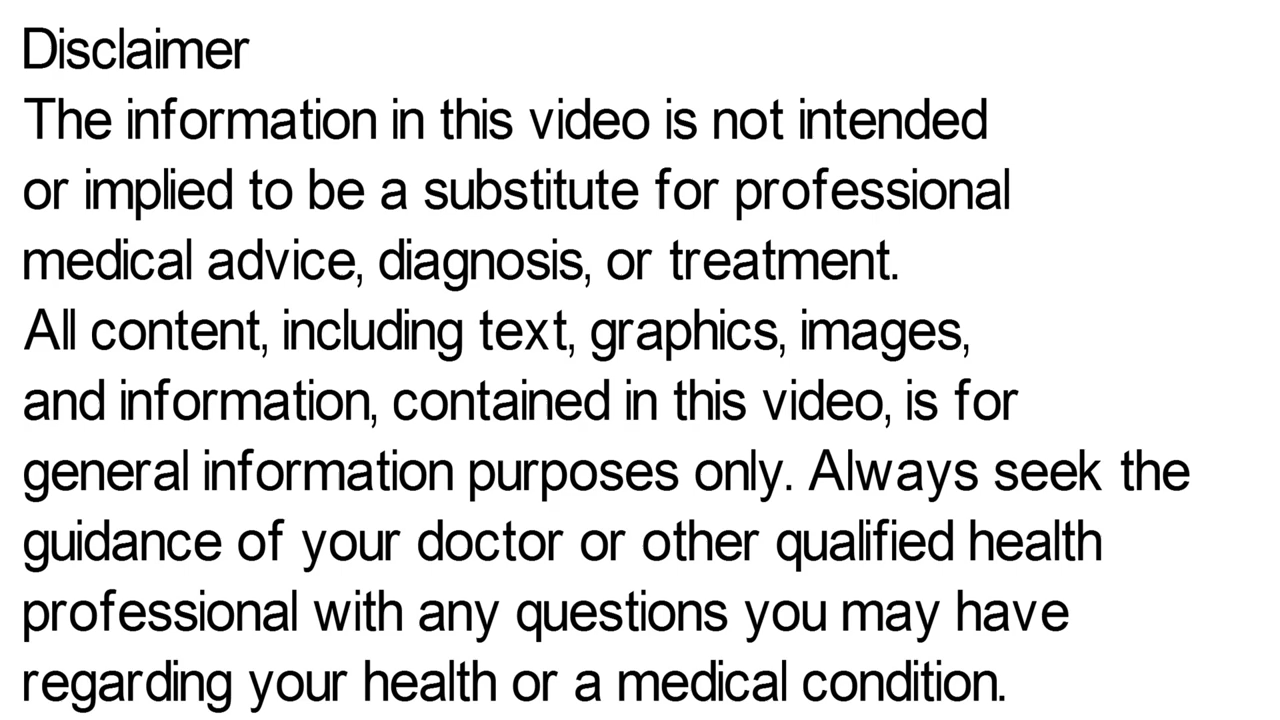 Disclaimer
The information in this video is not intended
or implied to be a substitute for professional
medical advice, diagnosis, or treatment.
All content, including text, graphics, images,
and information, contained in this video, is for
general information purposes only. Always seek the
guidance of your doctor or other qualified health
professional with any questions you may have
regarding your health or a medical condition.